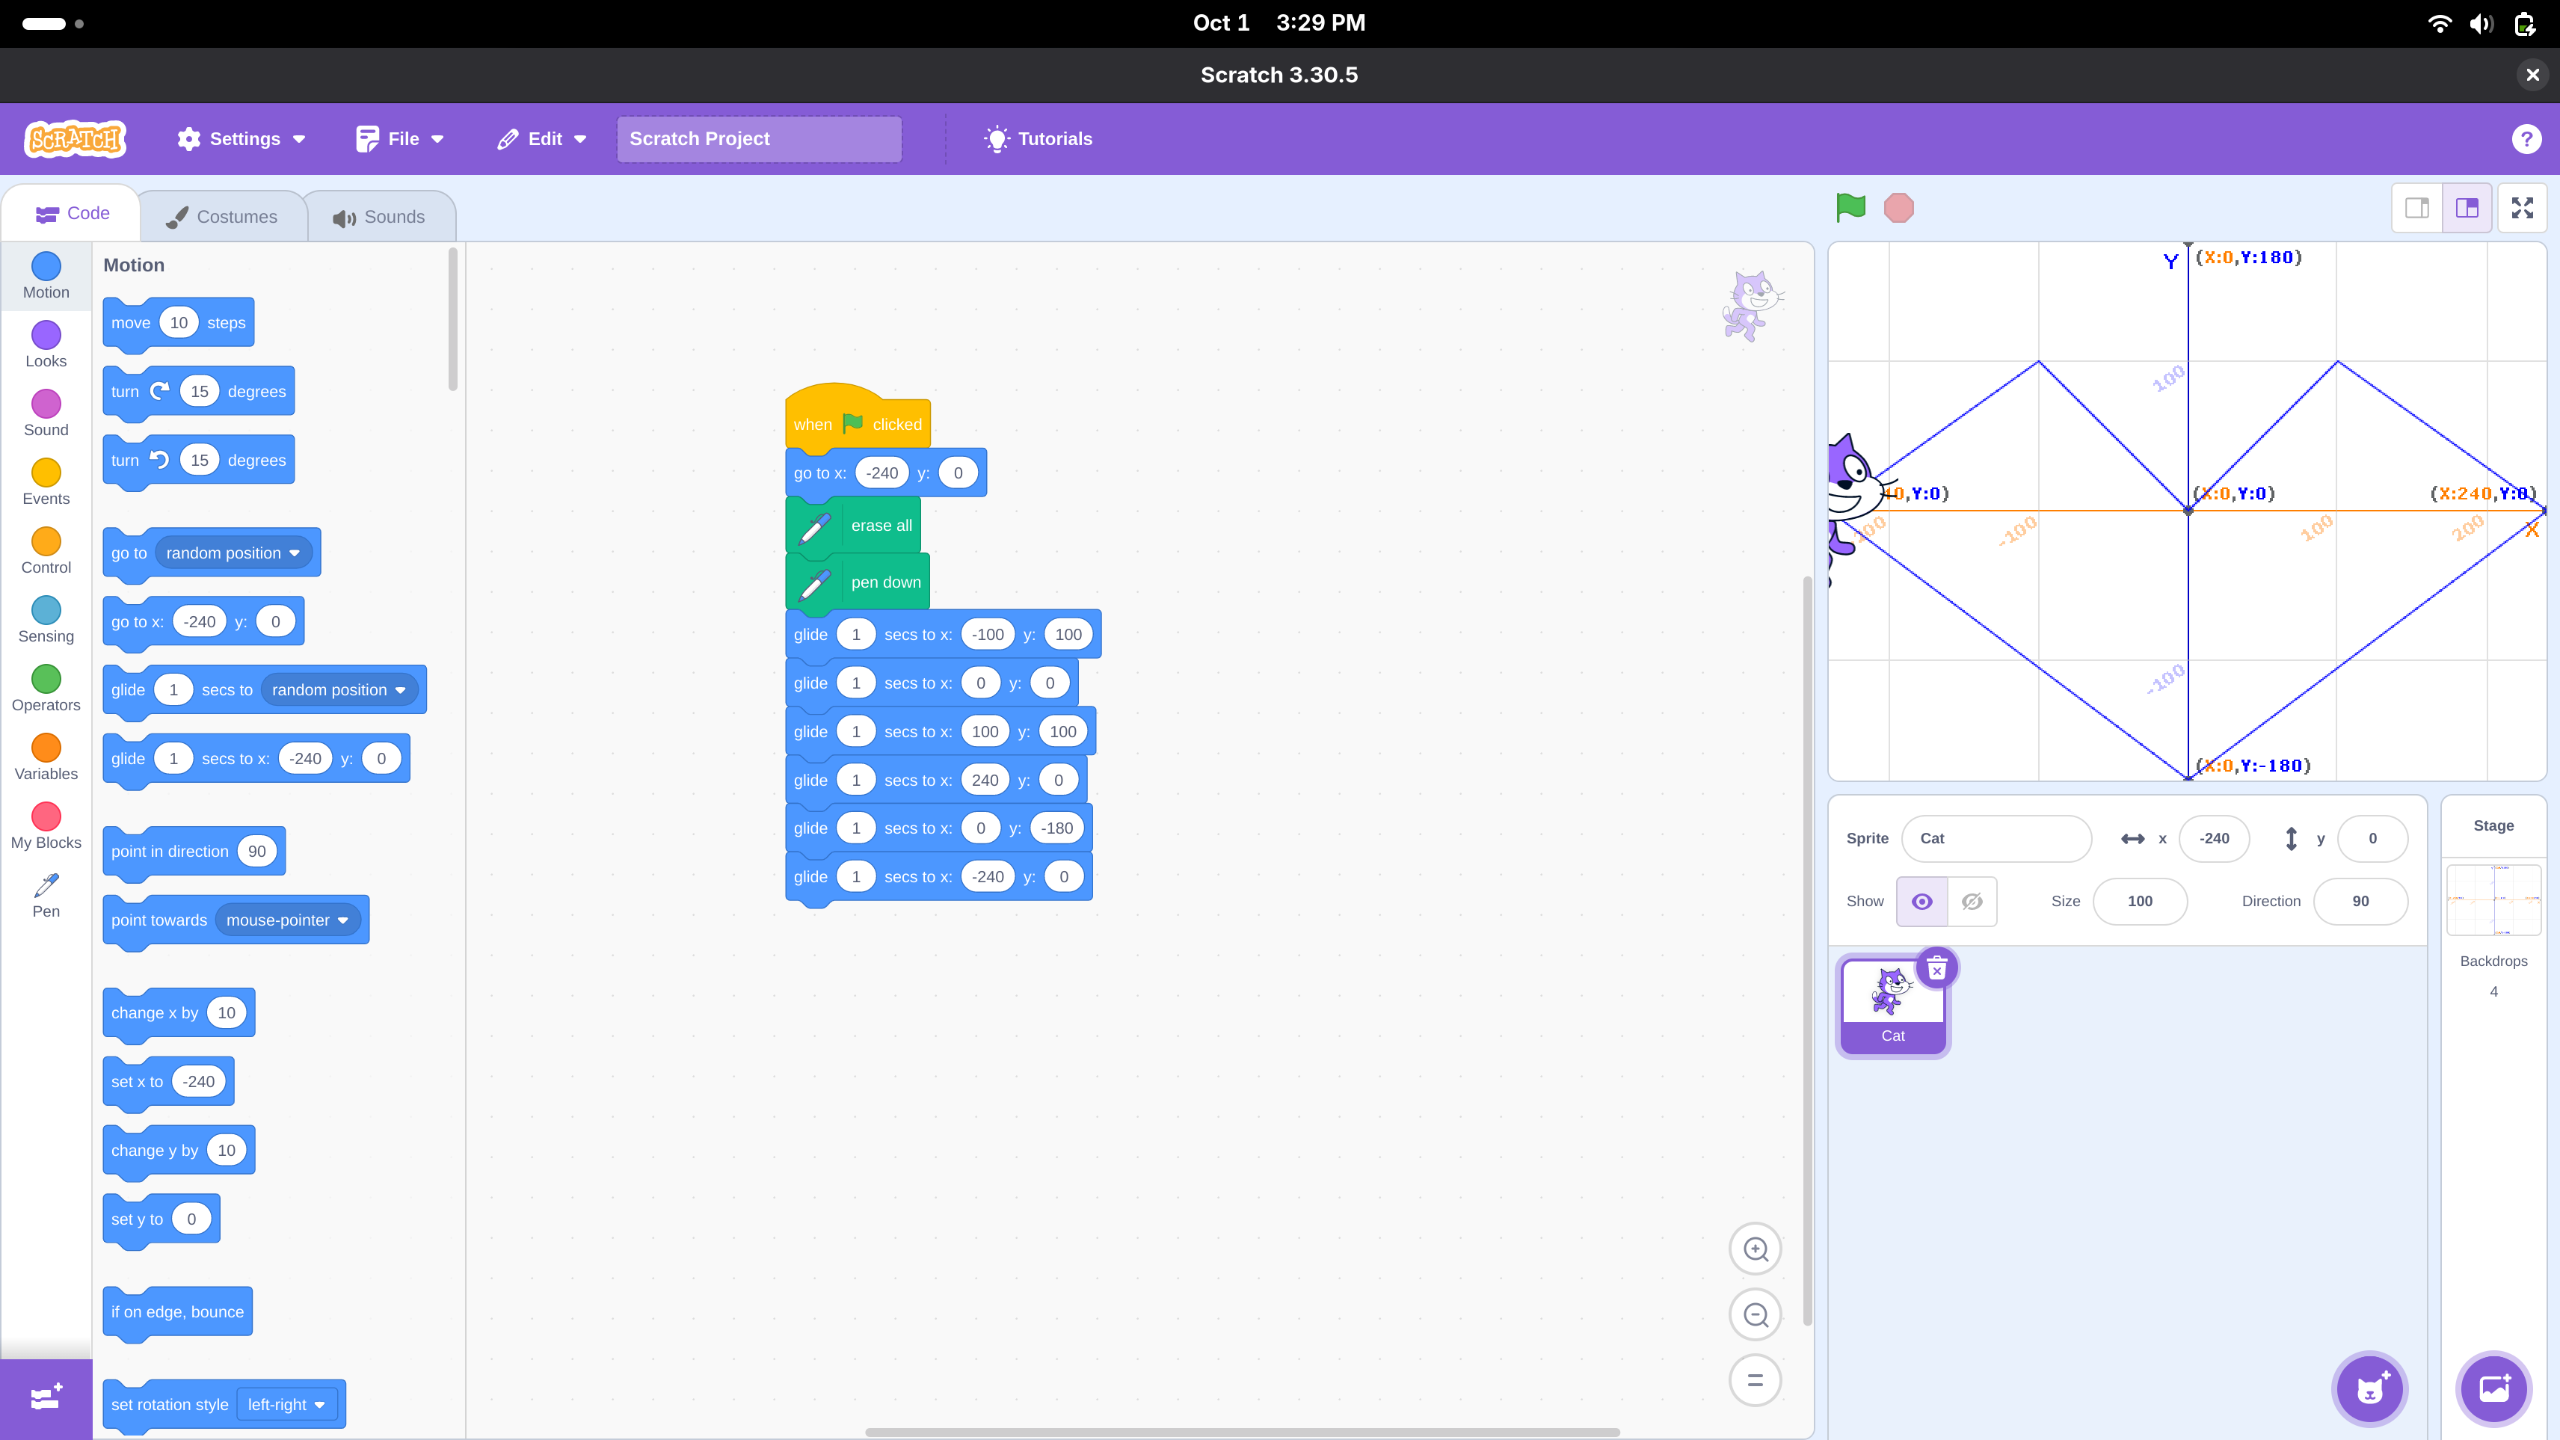 Oct 1 3:29 PM
Scratch 3.30.5
SCRATCH Settings File Edit Scratch Project Tutorials ?
Code Costumes Sounds
Motion
Looks
Sound
Events
Control
Sensing
Operators
Variables
My Blocks
Pen
Motion
move 10 steps
turn 15 degrees
turn 15 degrees
go to random position
go to x: -240 y: 0
glide 1 secs to random position
glide 1 secs to x: -240 y: 0
point in direction 90
point towards mouse-pointer
change x by 10
set x to -240
change y by 10
set y to 0
if on edge, bounce
set rotation style left-right
when clicked
go to x: -240 y: 0
erase all
pen down
glide 1 secs to x: -100 y: 100
glide 1 secs to x: 0 y: 0
glide 1 secs to x: 100 y: 100
glide 1 secs to x: 240 y: 0
glide 1 secs to x: 0 y: -180
glide 1 secs to x: -240 y: 0
Y (X:0,Y:180)
100
,Y:0) (X:0,Y:0) (X:240,Y:0)
-100 100 200 X
-100
(X:0,Y:-180)
Sprite Cat x -240 y 0
Show Size 100 Direction 90
Cat
Stage
Backdrops
4